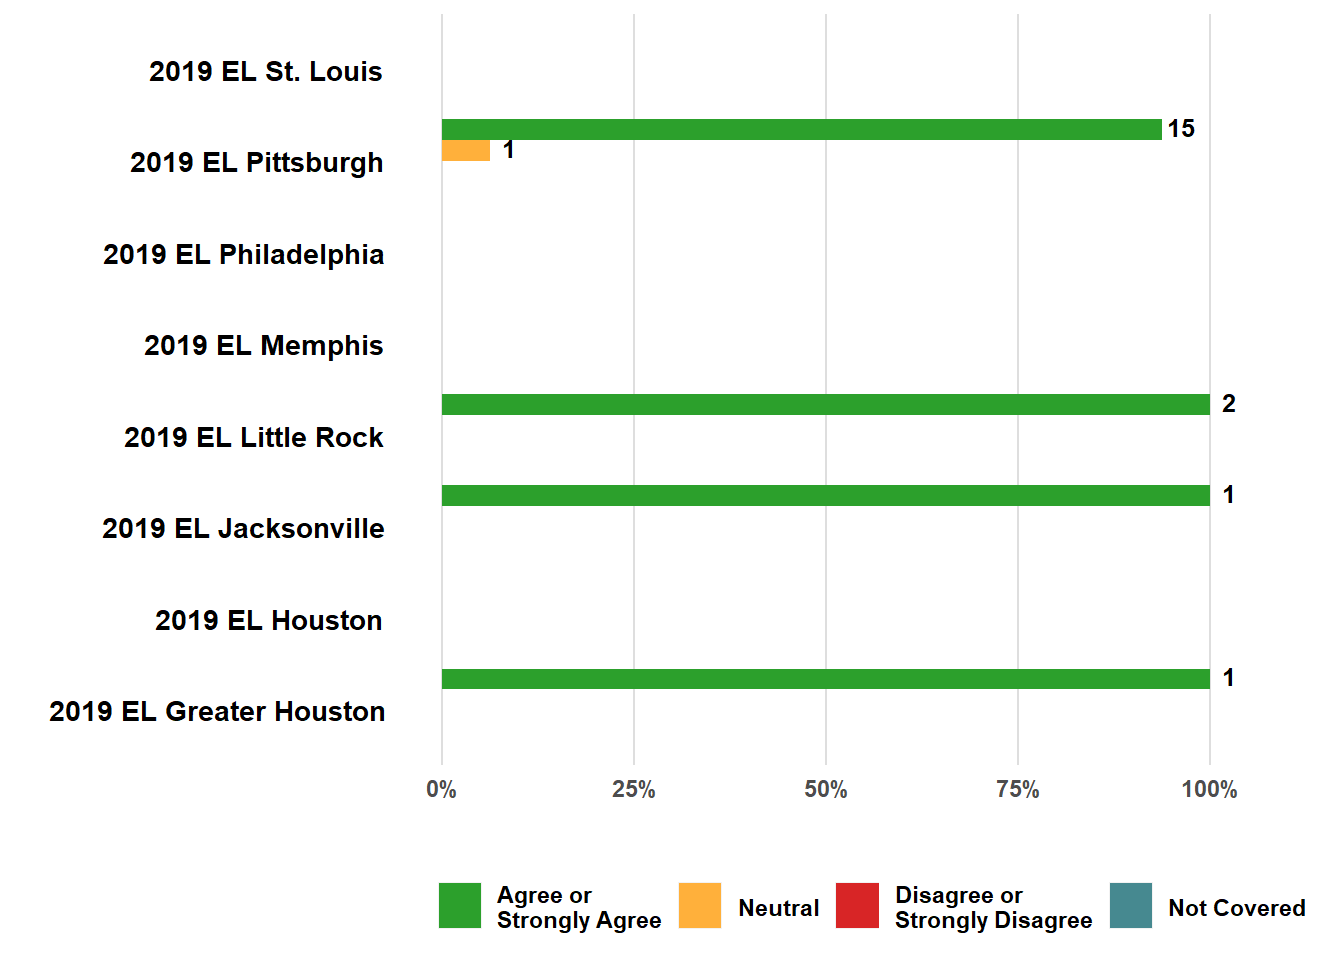 2019 EL St. Louis
15
1
2019 EL Pittsburgh
2019 EL Philadelphia
2019 EL Memphis
2
2019 EL Little Rock
1
2019 EL Jacksonville
2019 EL Houston
1
2019 EL Greater Houston
0% 25% 50% 75% 100%
Agree or
Strongly Agree
Neutral
Disagree or
Strongly Disagree
Not Covered